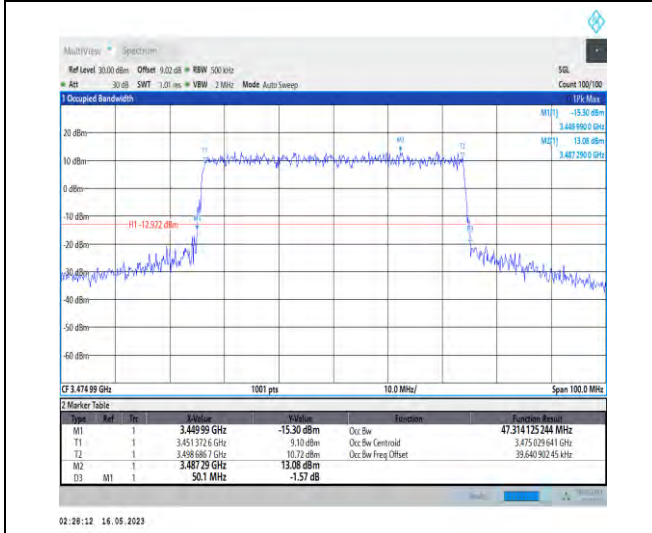 MultiView Spectrum
Ref Level 30.00 dBm Offset 9.02 dB RBW 500 kHz SGL
Att 30 dB SWT 1.01 ms VBW 2 MHz Mode Auto Sweep Count 100/100
1 Occupied Bandwidth 1Pk Max
M1[1] -15.30 dBm
3.449 990 0 GHz
M2[1] 13.08 dBm
3.487 290 0 GHz
20 dBm
T1 M2 T2
10 dBm
0 dBm
-10 dBm
H1 -12.922 dBm
-20 dBm
-30 dBm
-40 dBm
-50 dBm
-60 dBm
CF 3.474 99 GHz 1001 pts 10.0 MHz/ Span 100.0 MHz
2 Marker Table
Type Ref Trc X-Value Y-Value Function Function Result
M1 1 3.449 99 GHz -15.30 dBm Occ Bw 47.314 125 244 MHz
T1 1 3.451 372 6 GHz 9.10 dBm Occ Bw Centroid 3.475 029 641 GHz
T2 1 3.498 686 7 GHz 10.72 dBm Occ Bw Freq Offset 39.640 902 45 kHz
M2 1 3.487 29 GHz 13.08 dBm
D3 M1 1 50.1 MHz -1.57 dB
02:28:12 16.05.2023